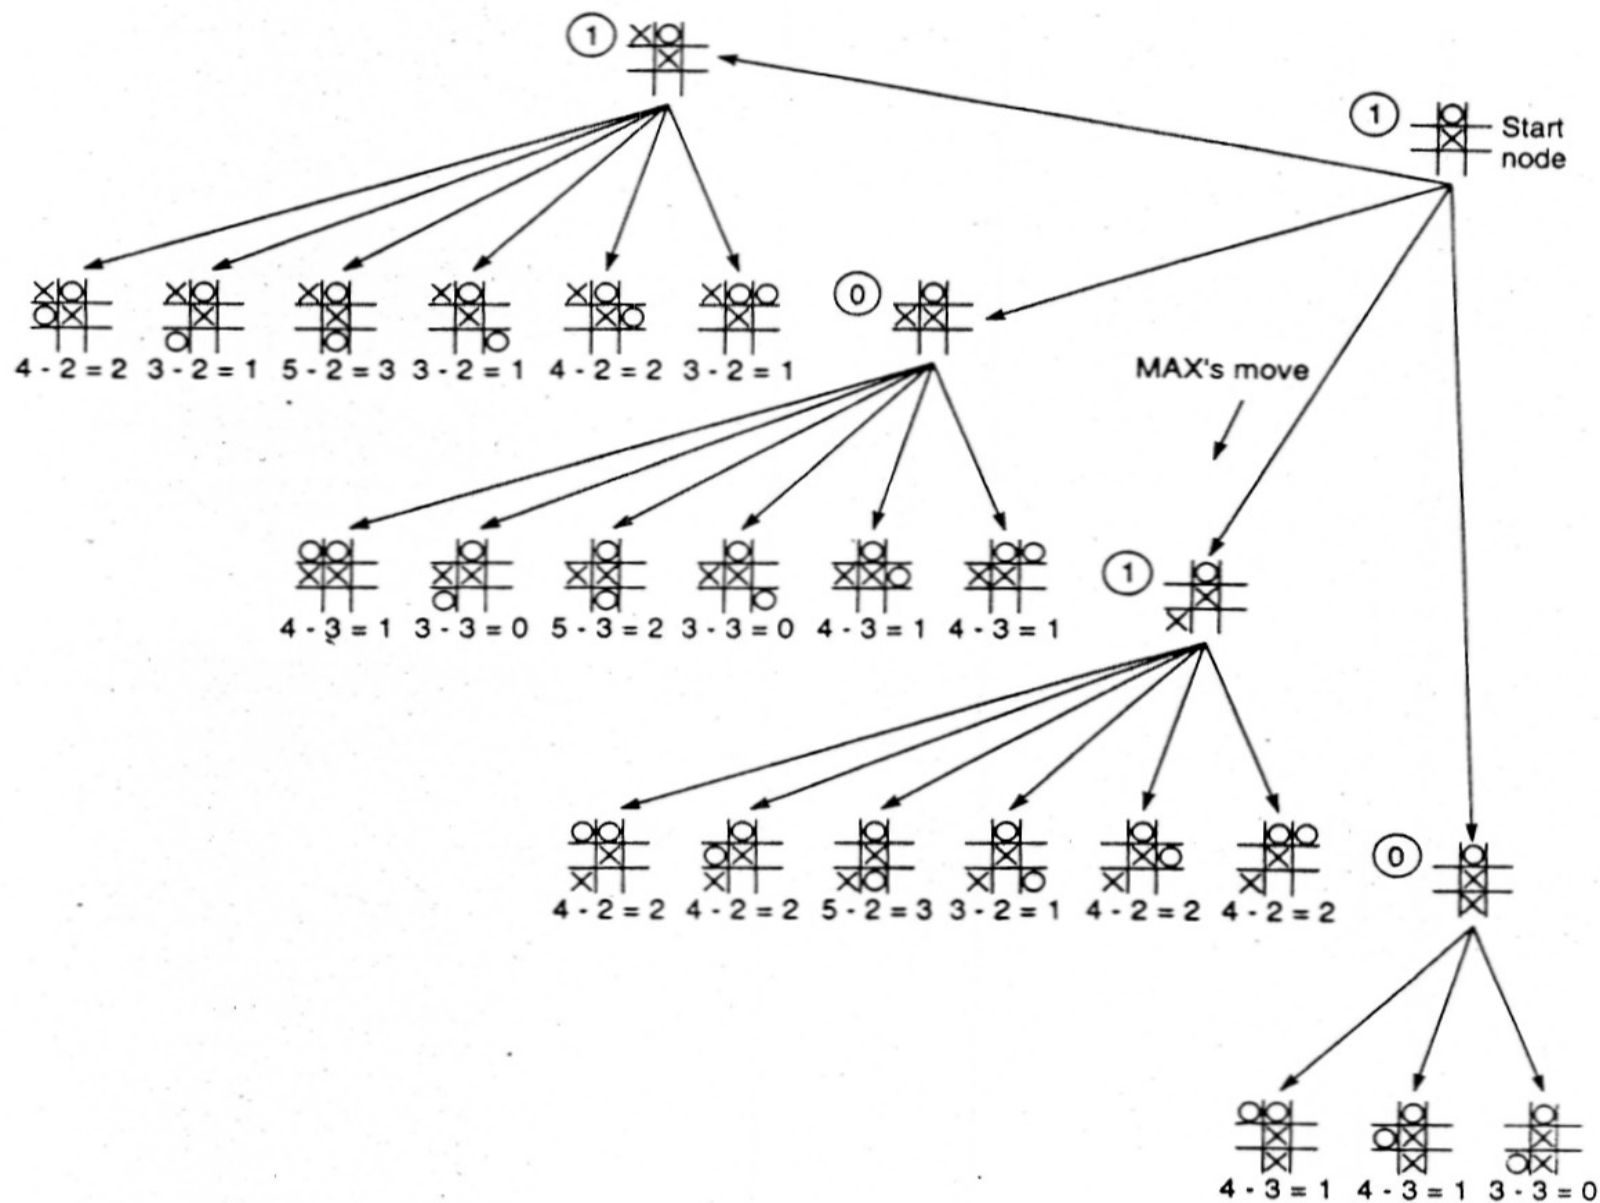 1
1
Start
node
4 - 2 = 2 3 - 2 = 1 5 - 2 = 3 3 - 2 = 1 4 - 2 = 2 3 - 2 = 1
0
MAX's move
4 - 3 = 1 3 - 3 = 0 5 - 3 = 2 3 - 3 = 0 4 - 3 = 1 4 - 3 = 1
1
4 - 2 = 2 4 - 2 = 2 5 - 2 = 3 3 - 2 = 1 4 - 2 = 2 4 - 2 = 2
0
4 - 3 = 1 4 - 3 = 1 3 - 3 = 0